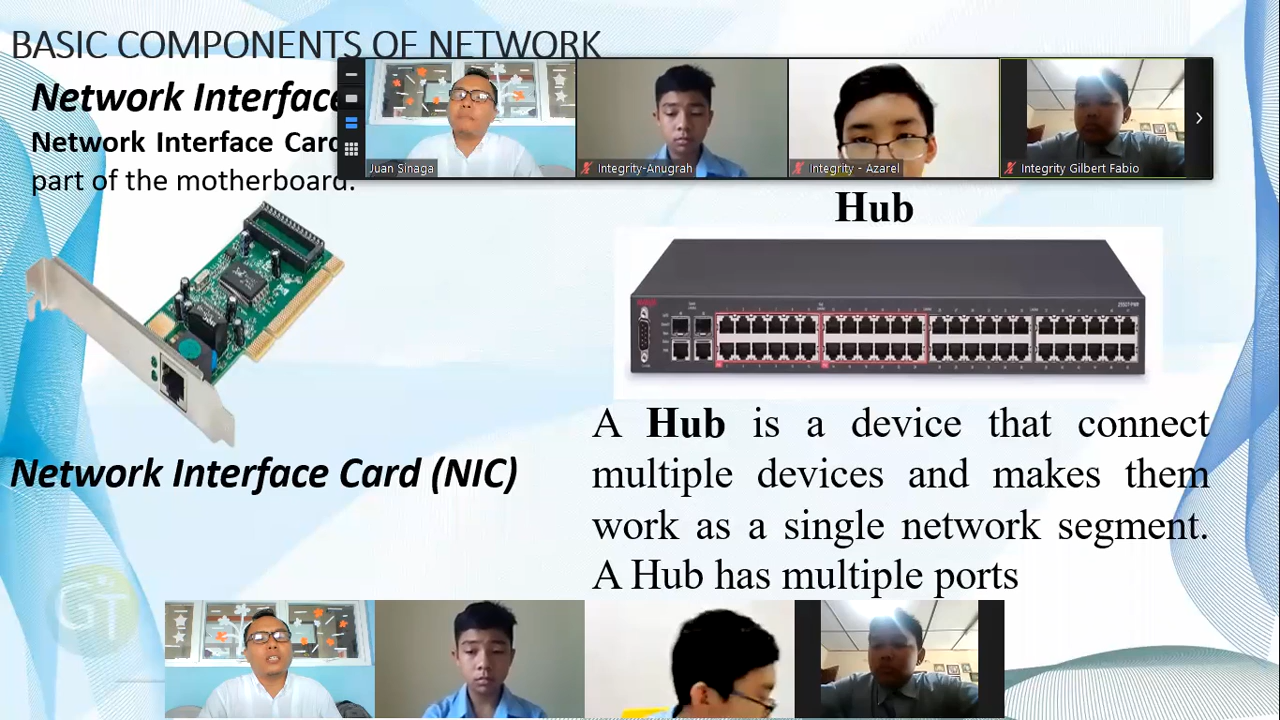 BASIC COMPONENTS OF NETWORK
Network Interface
Network Interface Card
part of the motherboard.
Juan Sinaga
Integrity-Anugrah
Integrity - Azarel
Integrity Gilbert Fabio
Hub
Network Interface Card (NIC)
A Hub is a device that connect
multiple devices and makes them
work as a single network segment.
A Hub has multiple ports
GT